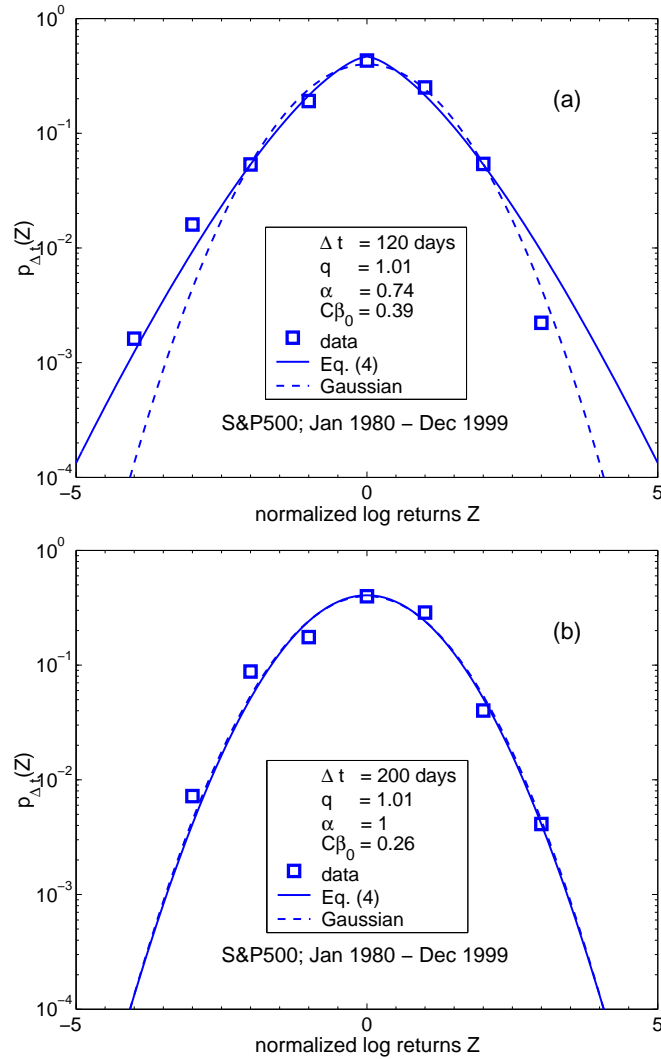 10^0
(a)
10^-1
p_Δ t(Z)
10^-2
Δ t = 120 days
q = 1.01
α = 0.74
Cβ_0 = 0.39
data
Eq. (4)
Gaussian
10^-3
S&P500; Jan 1980 − Dec 1999
10^-4
−5 0 5
normalized log returns Z
10^0
(b)
10^-1
p_Δ t(Z)
10^-2
Δ t = 200 days
q = 1.01
α = 1
Cβ_0 = 0.26
data
Eq. (4)
Gaussian
10^-3
S&P500; Jan 1980 − Dec 1999
10^-4
−5 0 5
normalized log returns Z